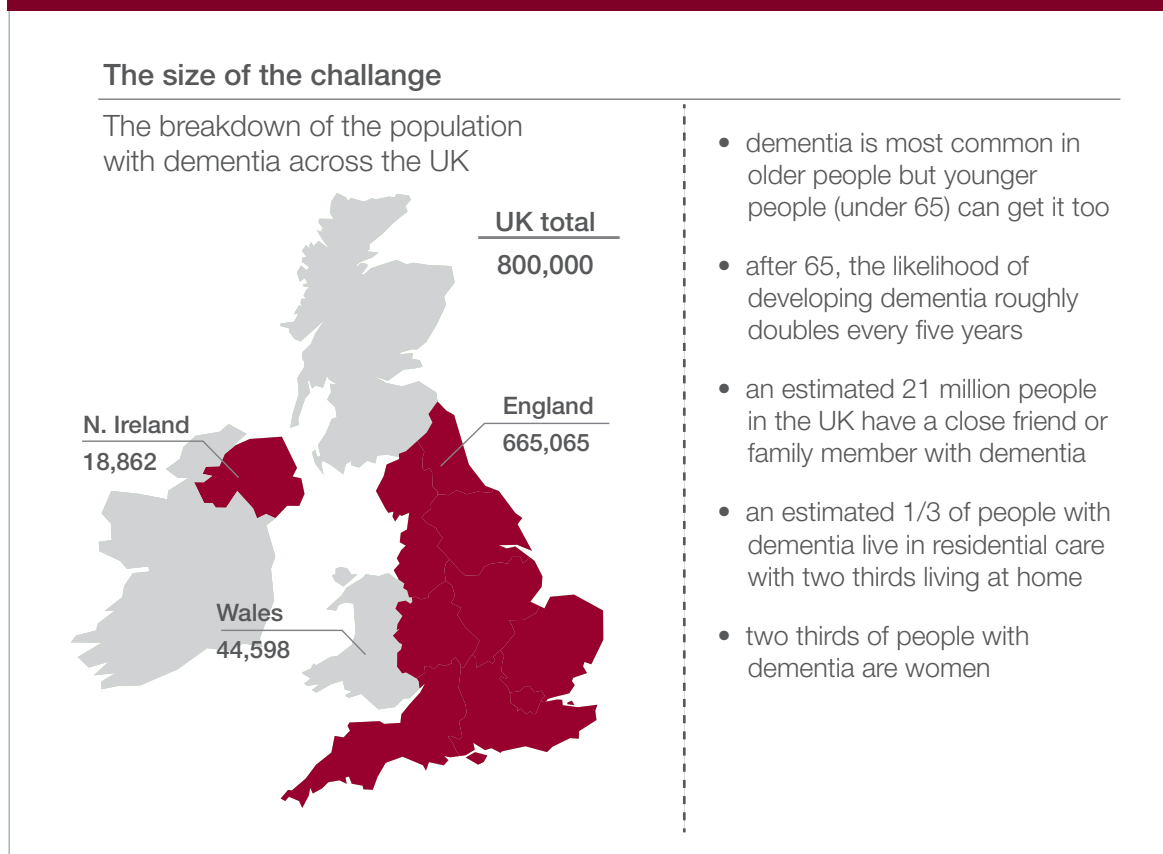 The size of the challange
The breakdown of the population
with dementia across the UK
UK total
800,000
England
665,065
N. Ireland
18,862
Wales
44,598
• dementia is most common in
older people but younger
people (under 65) can get it too
• after 65, the likelihood of
developing dementia roughly
doubles every five years
• an estimated 21 million people
in the UK have a close friend or
family member with dementia
• an estimated 1/3 of people with
dementia live in residential care
with two thirds living at home
• two thirds of people with
dementia are women